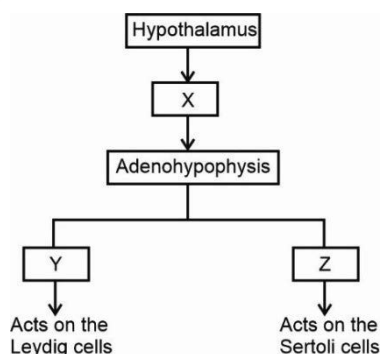 Hypothalamus
X
Adenohypophysis
Y
Z
Acts on the
Leydig cells
Acts on the
Sertoli cells